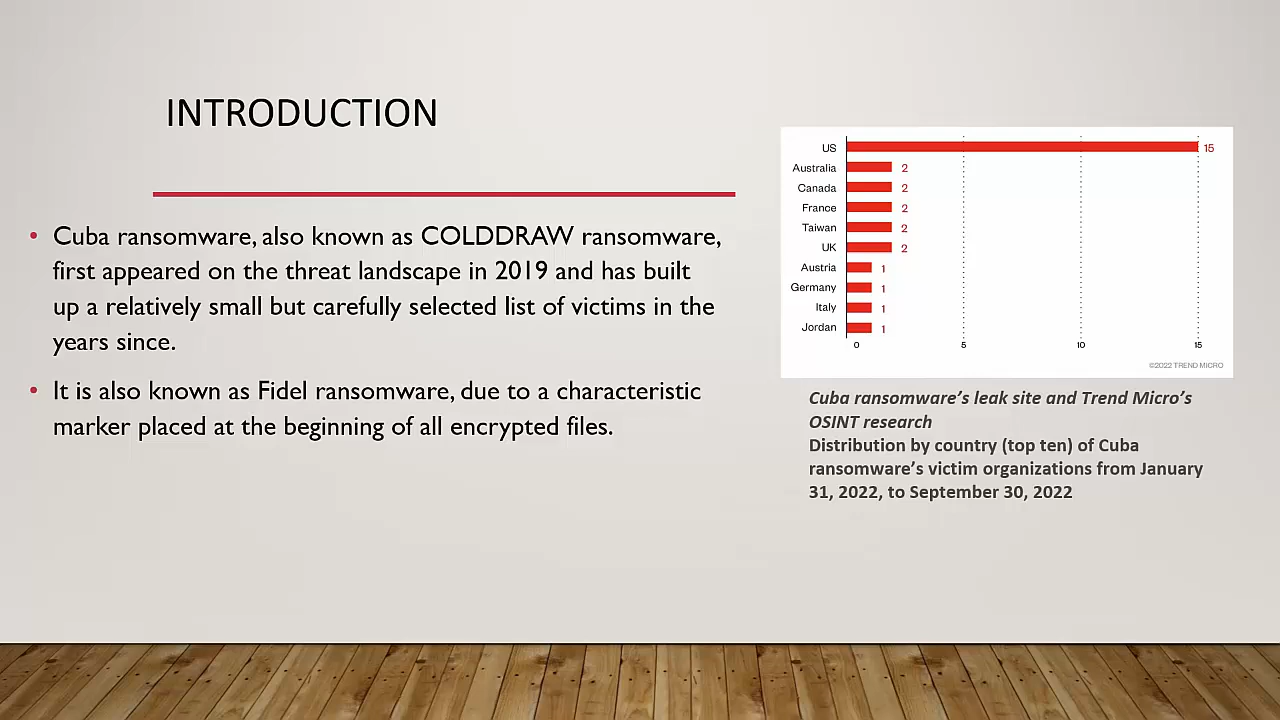 INTRODUCTION
• Cuba ransomware, also known as COLDDRAW ransomware,
first appeared on the threat landscape in 2019 and has built
up a relatively small but carefully selected list of victims in the
years since.
• It is also known as Fidel ransomware, due to a characteristic
marker placed at the beginning of all encrypted files.
US 15
Australia 2
Canada 2
France 2
Taiwan 2
UK 2
Austria 1
Germany 1
Italy 1
Jordan 1
0 5 10 15
©2022 TREND MICRO
Cuba ransomware’s leak site and Trend Micro’s
OSINT research
Distribution by country (top ten) of Cuba
ransomware’s victim organizations from January
31, 2022, to September 30, 2022